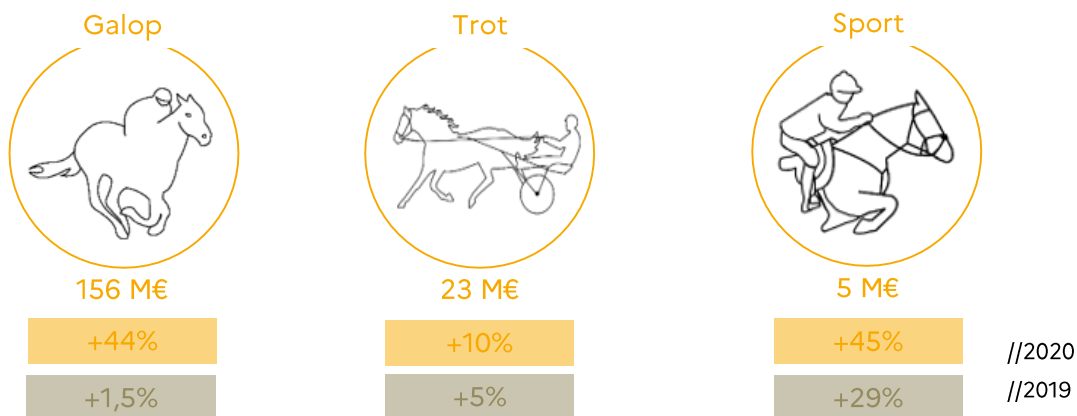 Galop
Trot
Sport
156 M€
23 M€
5 M€
+44%
+10%
+45%
//2020
+1,5%
+5%
+29%
//2019